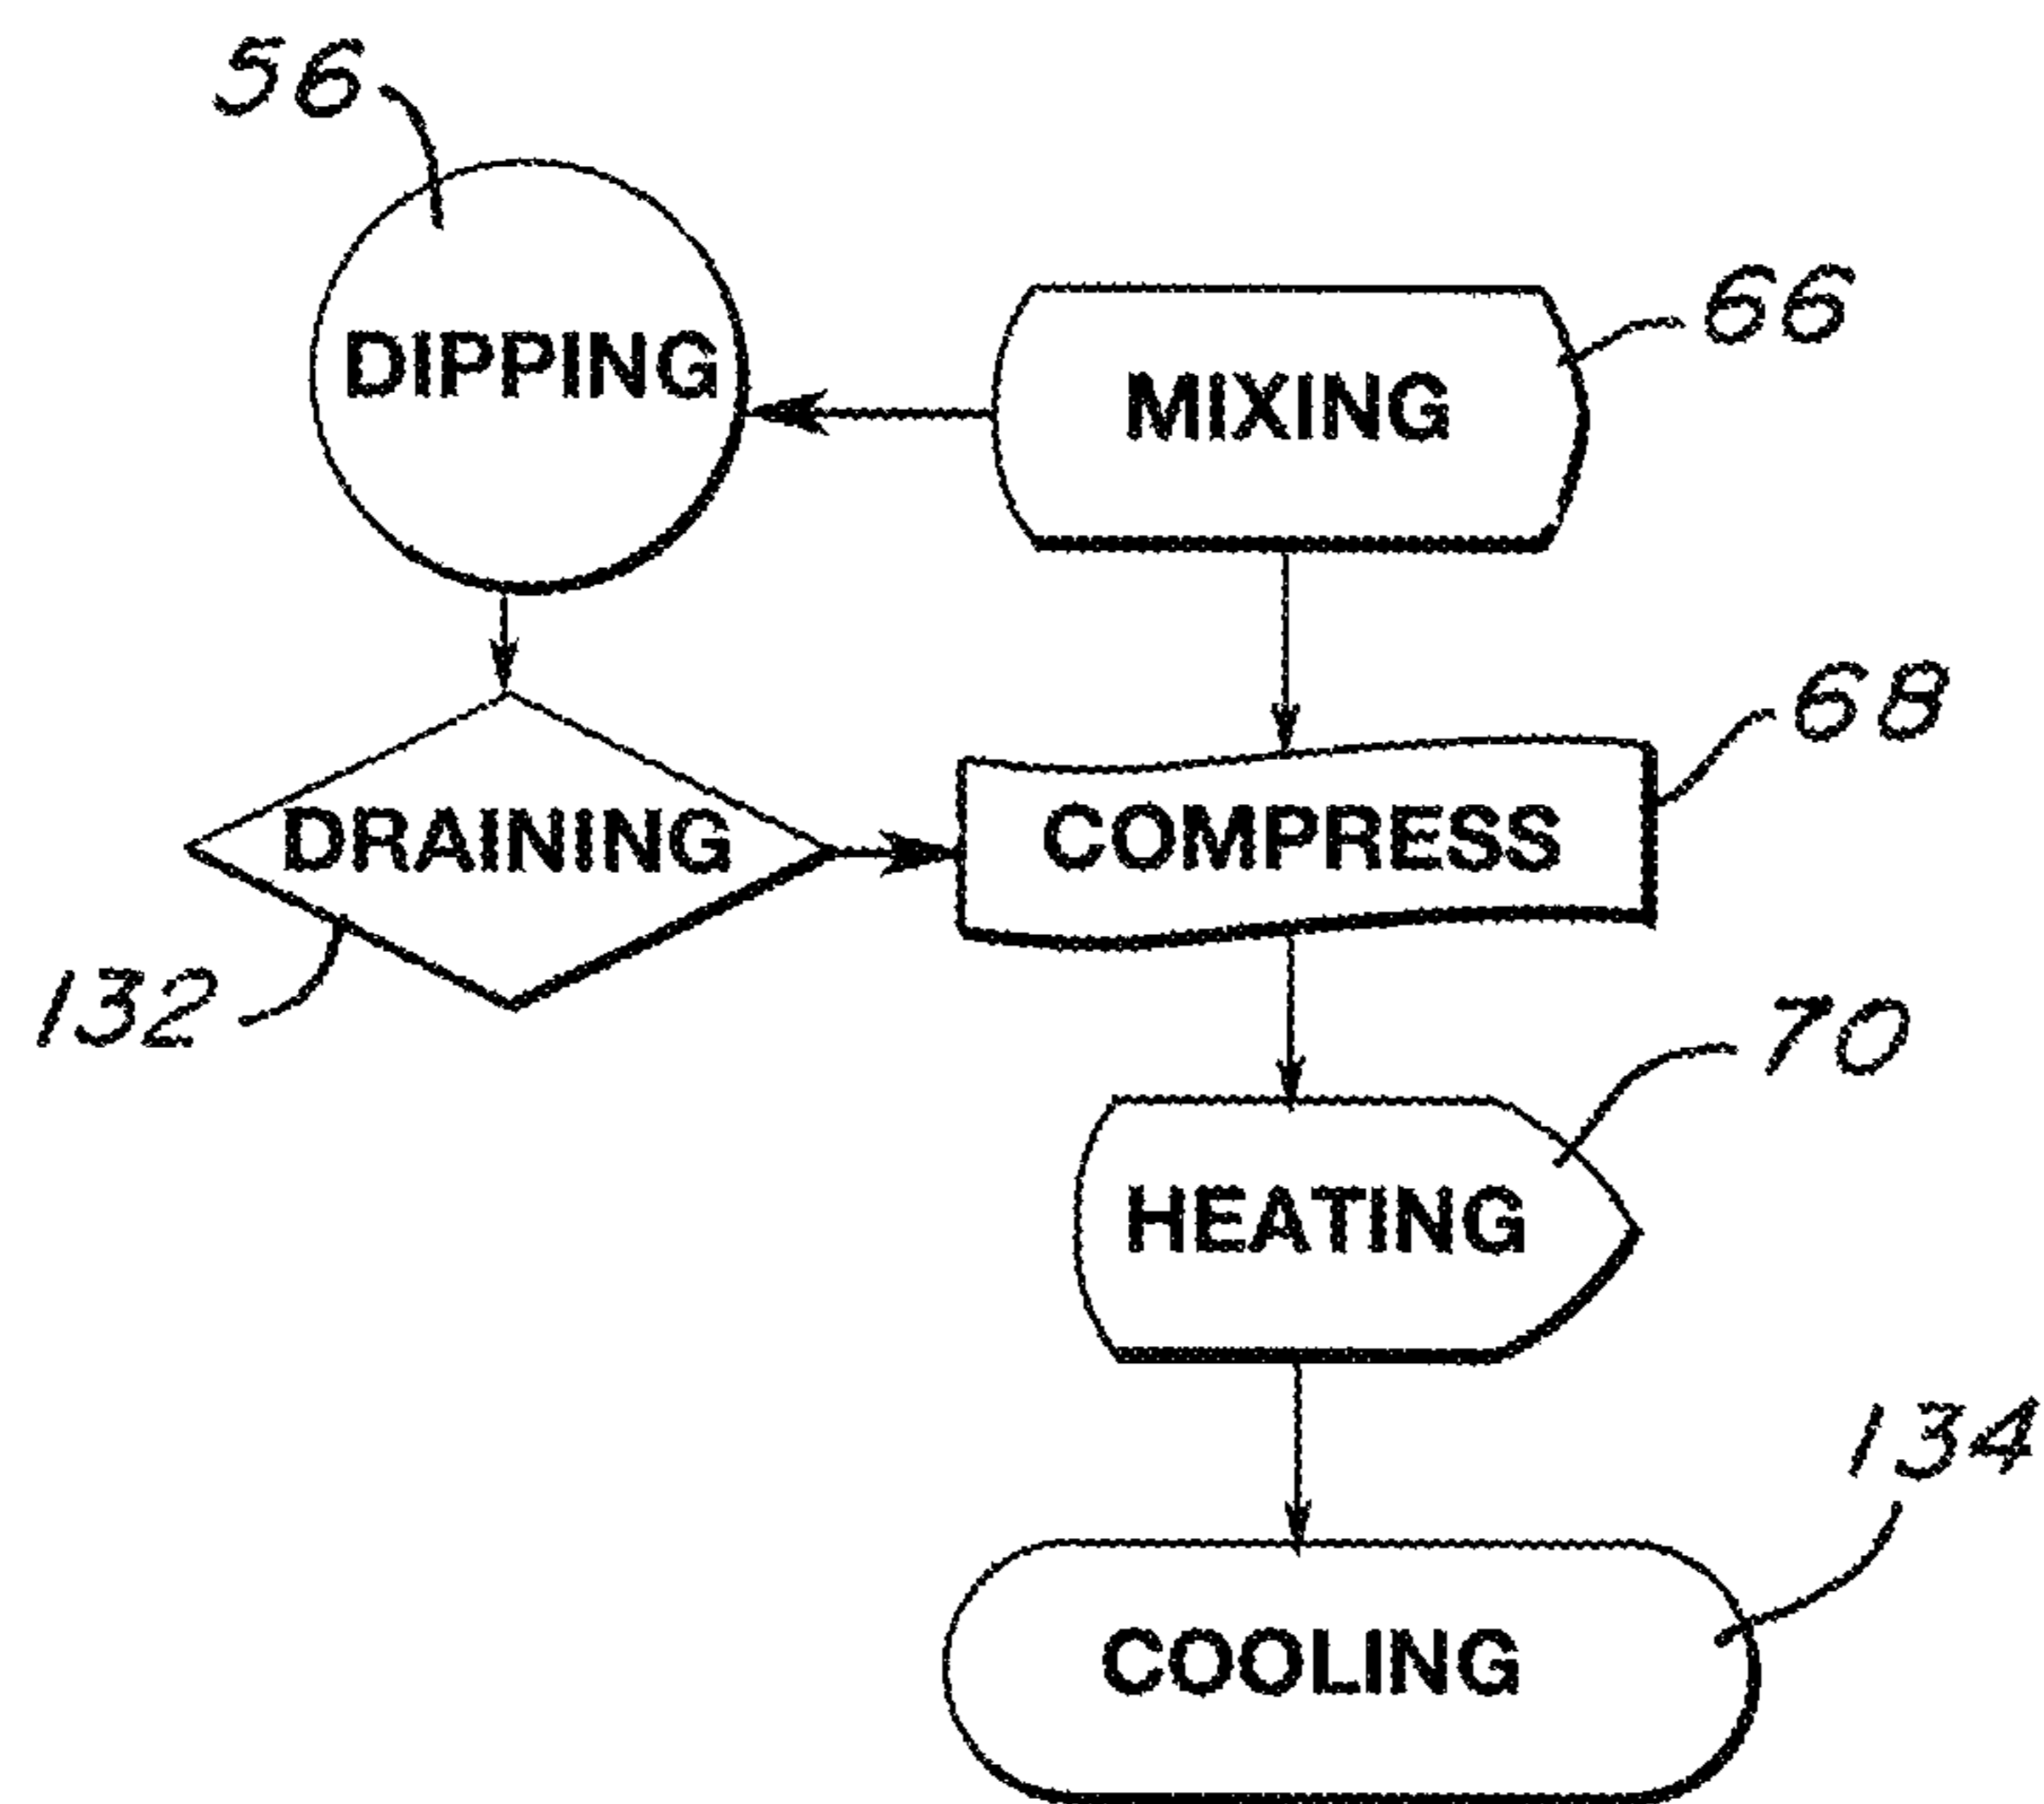 56
DIPPING
66
MIXING
68
DRAINING
COMPRESS
132
70
HEATING
134
COOLING